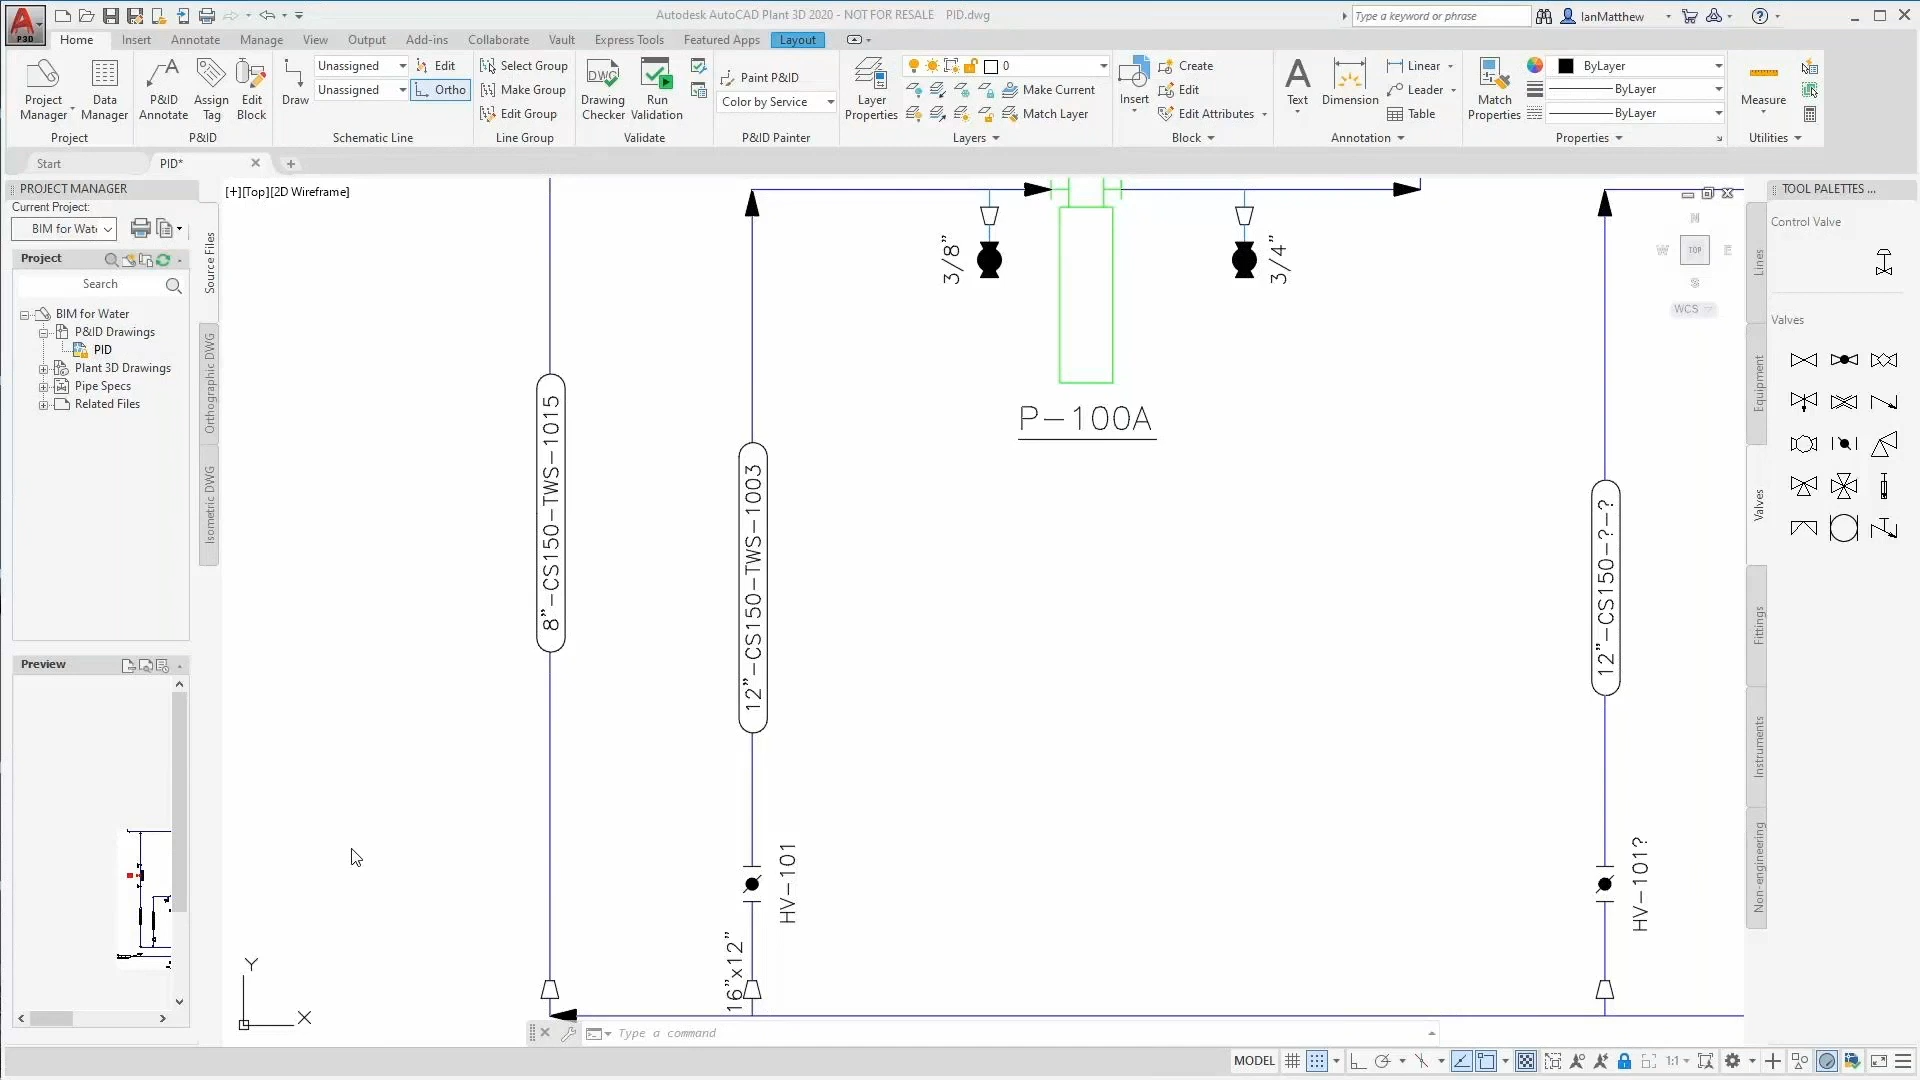 Autodesk AutoCAD Plant 3D 2020 - NOT FOR RESALE PID.dwg
Type a keyword or phrase
IanMatthew
P3D
Home Insert Annotate Manage View Output Add-ins Collaborate Vault Express Tools Featured Apps Layout
Project Manager
Data Manager
Project
P&ID Annotate
Assign Tag
Edit Block
P&ID
Draw
Unassigned
Unassigned
Edit
Ortho
Schematic Line
Select Group
Make Group
Edit Group
Line Group
DWG
Drawing Checker
Run Validation
Validate
Paint P&ID
Color by Service
P&ID Painter
Layer Properties
0
Make Current
Match Layer
Layers
Insert
Create
Edit
Edit Attributes
Block
A
Text
Dimension
Linear
Leader
Table
Annotation
Match Properties
ByLayer
ByLayer
ByLayer
Properties
Measure
Utilities
Start
PID*
PROJECT MANAGER
Current Project:
BIM for Wate
Project
Search
BIM for Water
P&ID Drawings
PID
Plant 3D Drawings
Pipe Specs
Related Files
Source Files
Orthographic DWG
Isometric DWG
Preview
[+][Top][2D Wireframe]
3/8"
3/4"
P-100A
8"-CS150-TWS-1015
12"-CS150-TWS-1003
12"-CS150-?-?
HV-101
HV-101?
16"x12"
Y
X
N
W
TOP
E
S
WCS
TOOL PALETTES ...
Control Valve
Valves
Lines
Equipment
Valves
Fittings
Instruments
Non-engineering
Type a command
MODEL
1:1